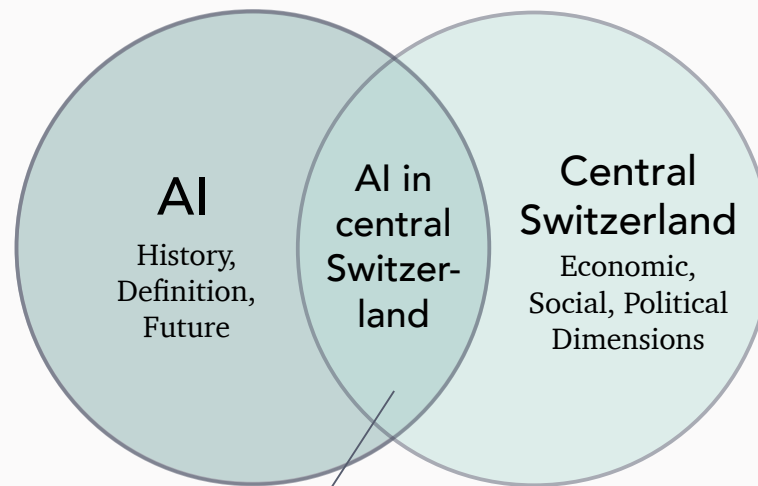 AI
History,
Definition,
Future
AI in
central
Switzer-
land
Central
Switzerland
Economic,
Social, Political
Dimensions